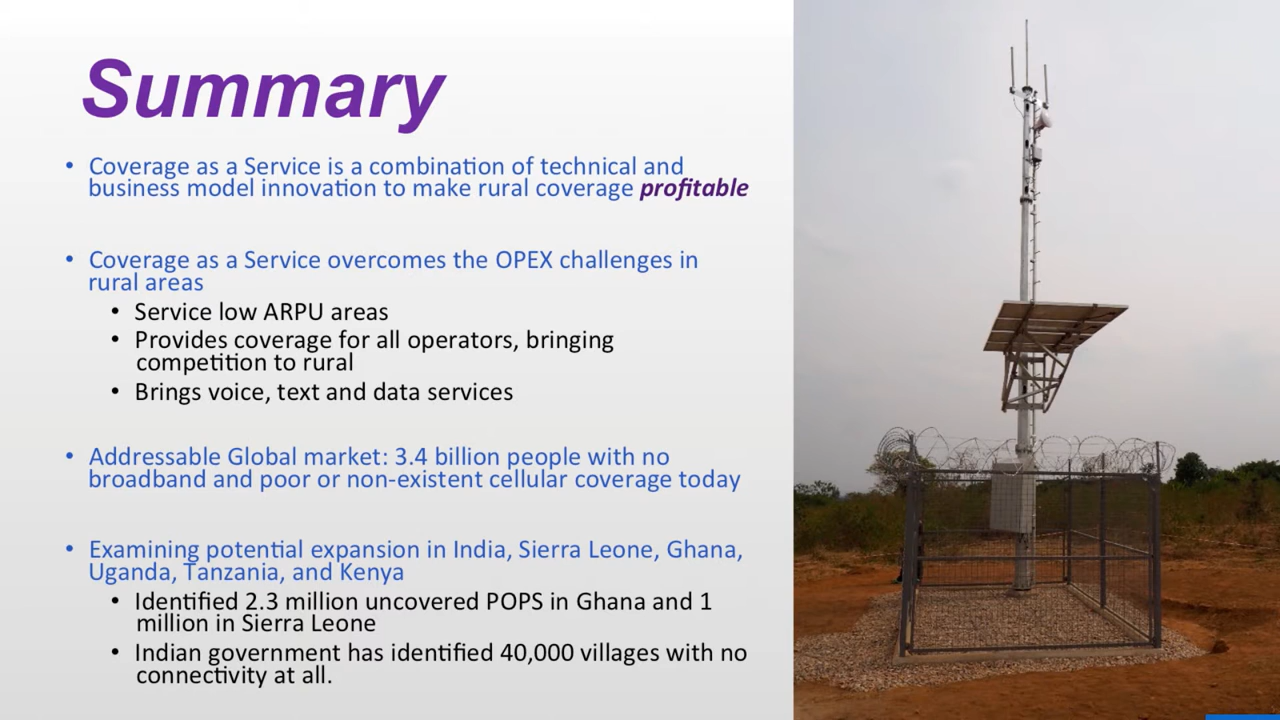 Summary
• Coverage as a Service is a combination of technical and
business model innovation to make rural coverage profitable
• Coverage as a Service overcomes the OPEX challenges in
rural areas
• Service low ARPU areas
• Provides coverage for all operators, bringing
competition to rural
• Brings voice, text and data services
• Addressable Global market: 3.4 billion people with no
broadband and poor or non-existent cellular coverage today
• Examining potential expansion in India, Sierra Leone, Ghana,
Uganda, Tanzania, and Kenya
• Identified 2.3 million uncovered POPS in Ghana and 1
million in Sierra Leone
• Indian government has identified 40,000 villages with no
connectivity at all.